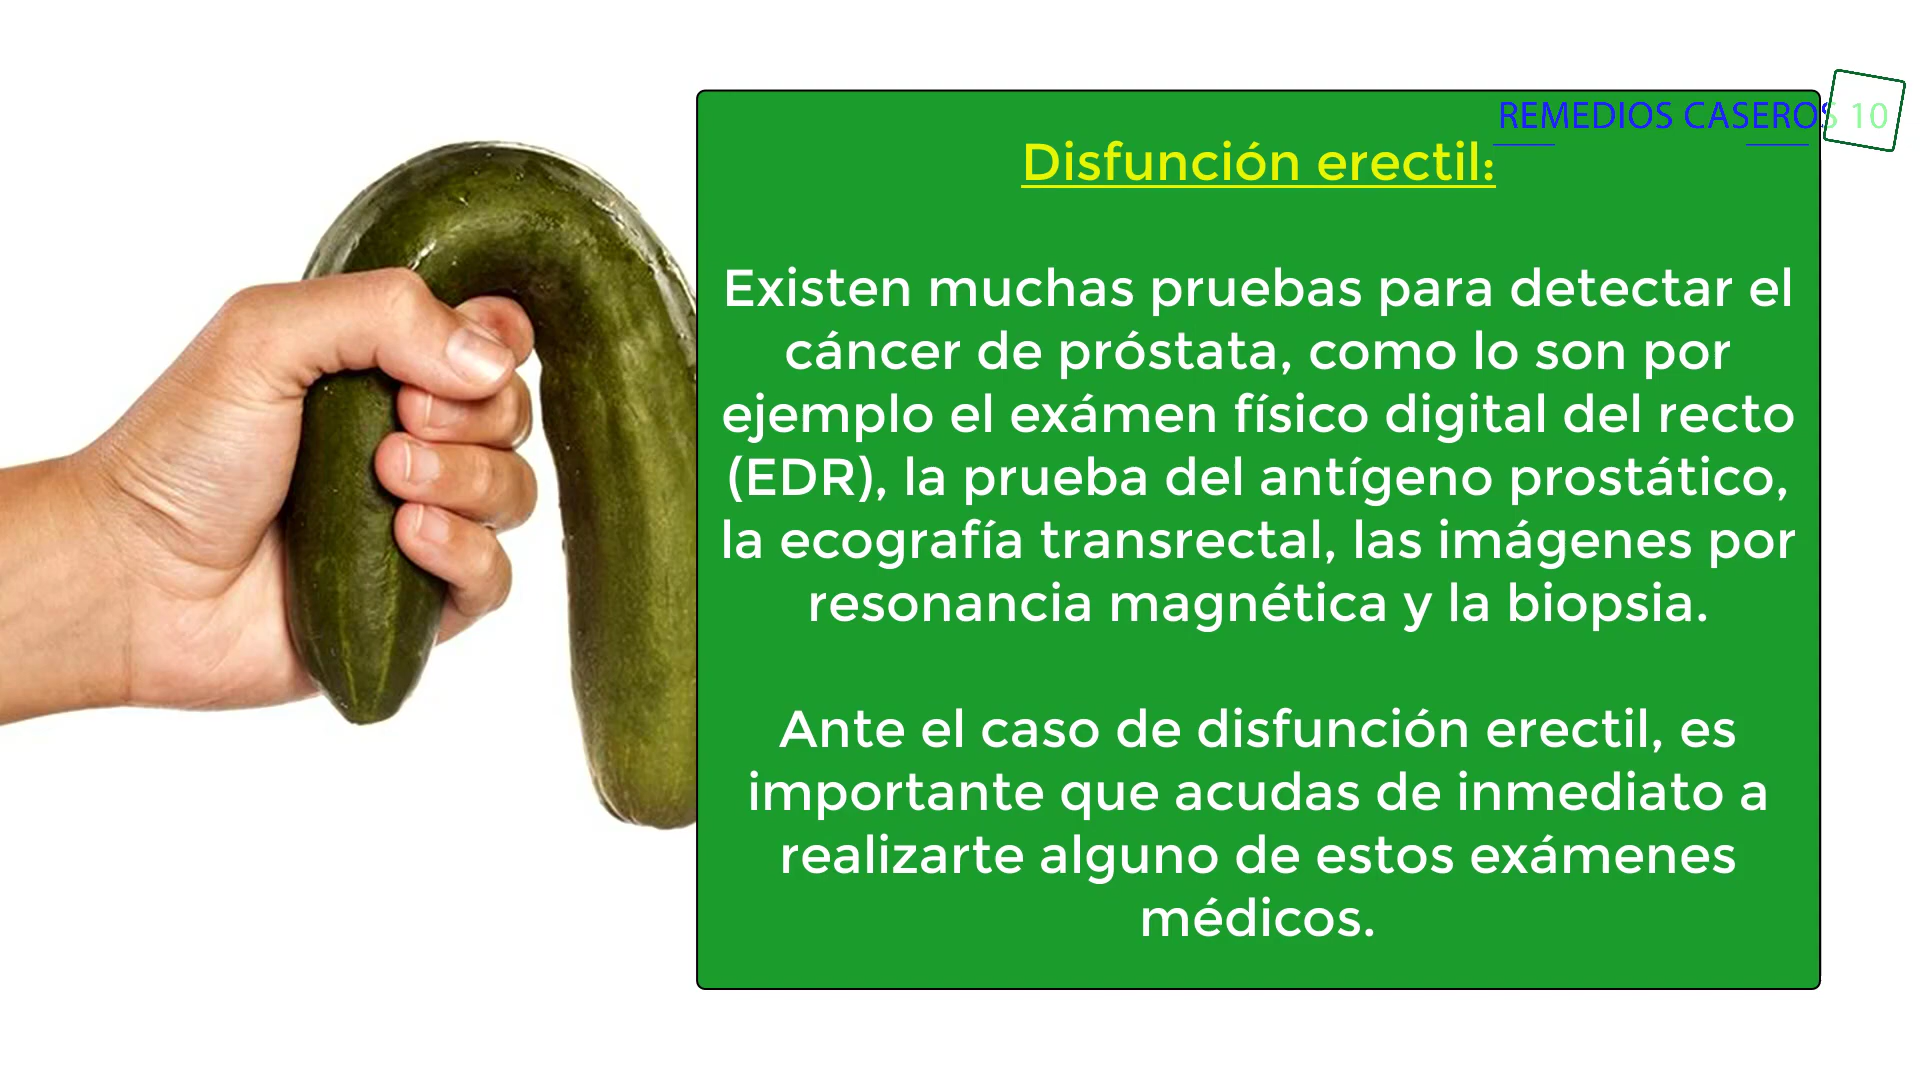 REMEDIOS CASEROS 10
Disfunción erectil:
Existen muchas pruebas para detectar el
cáncer de próstata, como lo son por
ejemplo el exámen físico digital del recto
(EDR), la prueba del antígeno prostático,
la ecografía transrectal, las imágenes por
resonancia magnética y la biopsia.
Ante el caso de disfunción erectil, es
importante que acudas de inmediato a
realizarte alguno de estos exámenes
médicos.